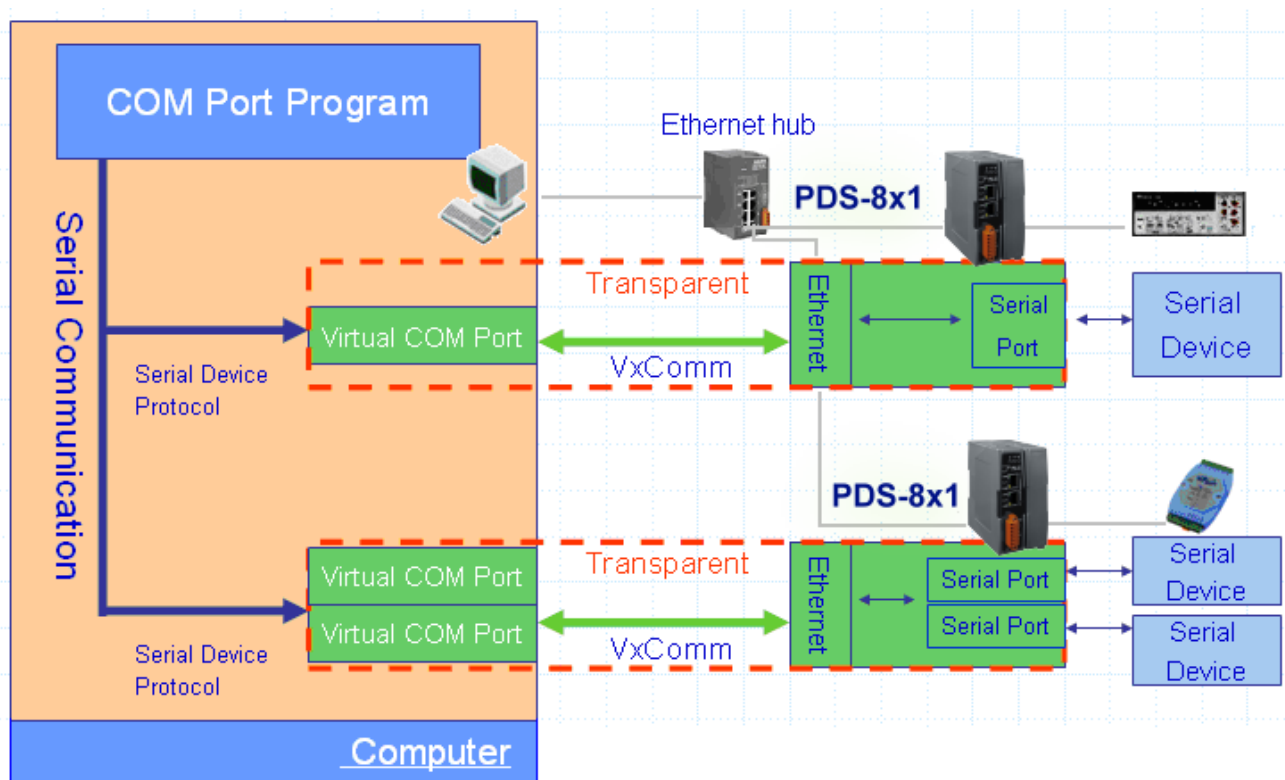 COM Port Program
Ethernet hub
PDS-8x1
Serial Communication
Transparent
Virtual COM Port
VxComm
Ethernet
Serial
Port
Serial
Device
Serial Device
Protocol
PDS-8x1
Transparent
Virtual COM Port
Virtual COM Port
VxComm
Ethernet
Serial Port
Serial Port
Serial
Device
Serial
Device
Serial Device
Protocol
Computer